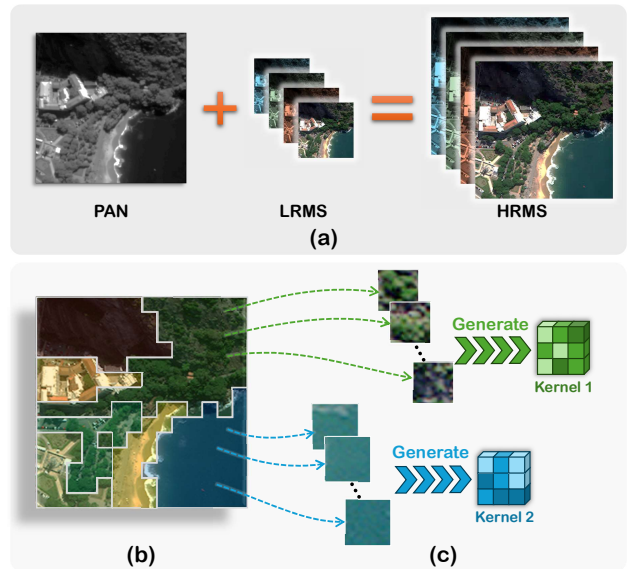 PAN
LRMS
HRMS
(a)
Generate
Kernel 1
Generate
Kernel 2
(b)
(c)